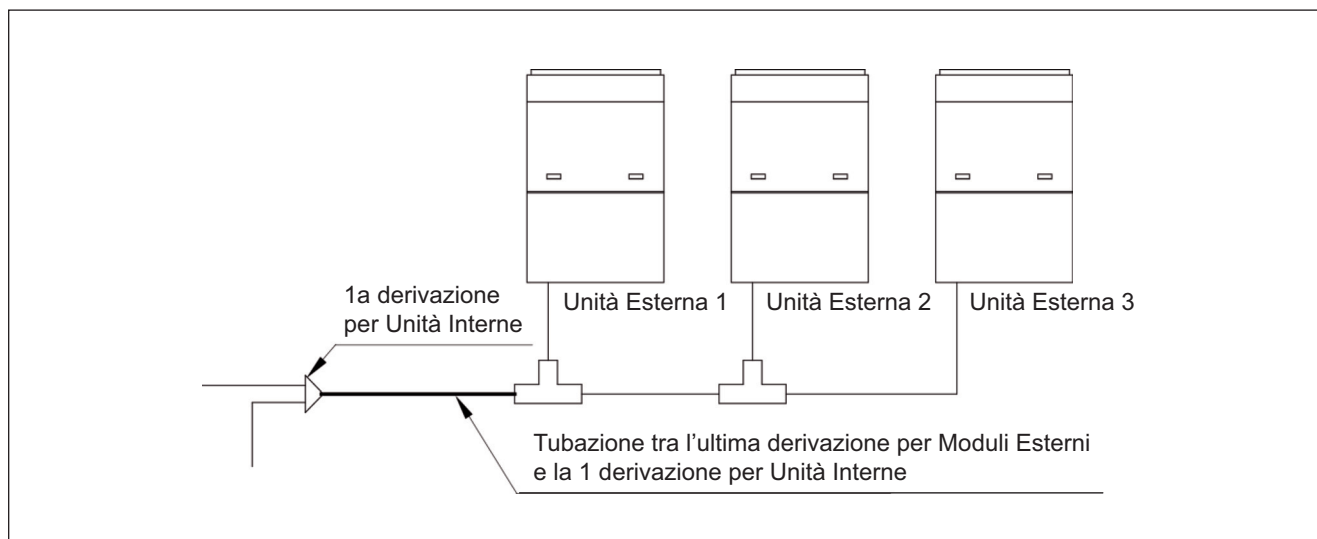 1a derivazione
per Unità Interne
Unità Esterna 1
Unità Esterna 2
Unità Esterna 3
Tubazione tra l'ultima derivazione per Moduli Esterni
e la 1 derivazione per Unità Interne